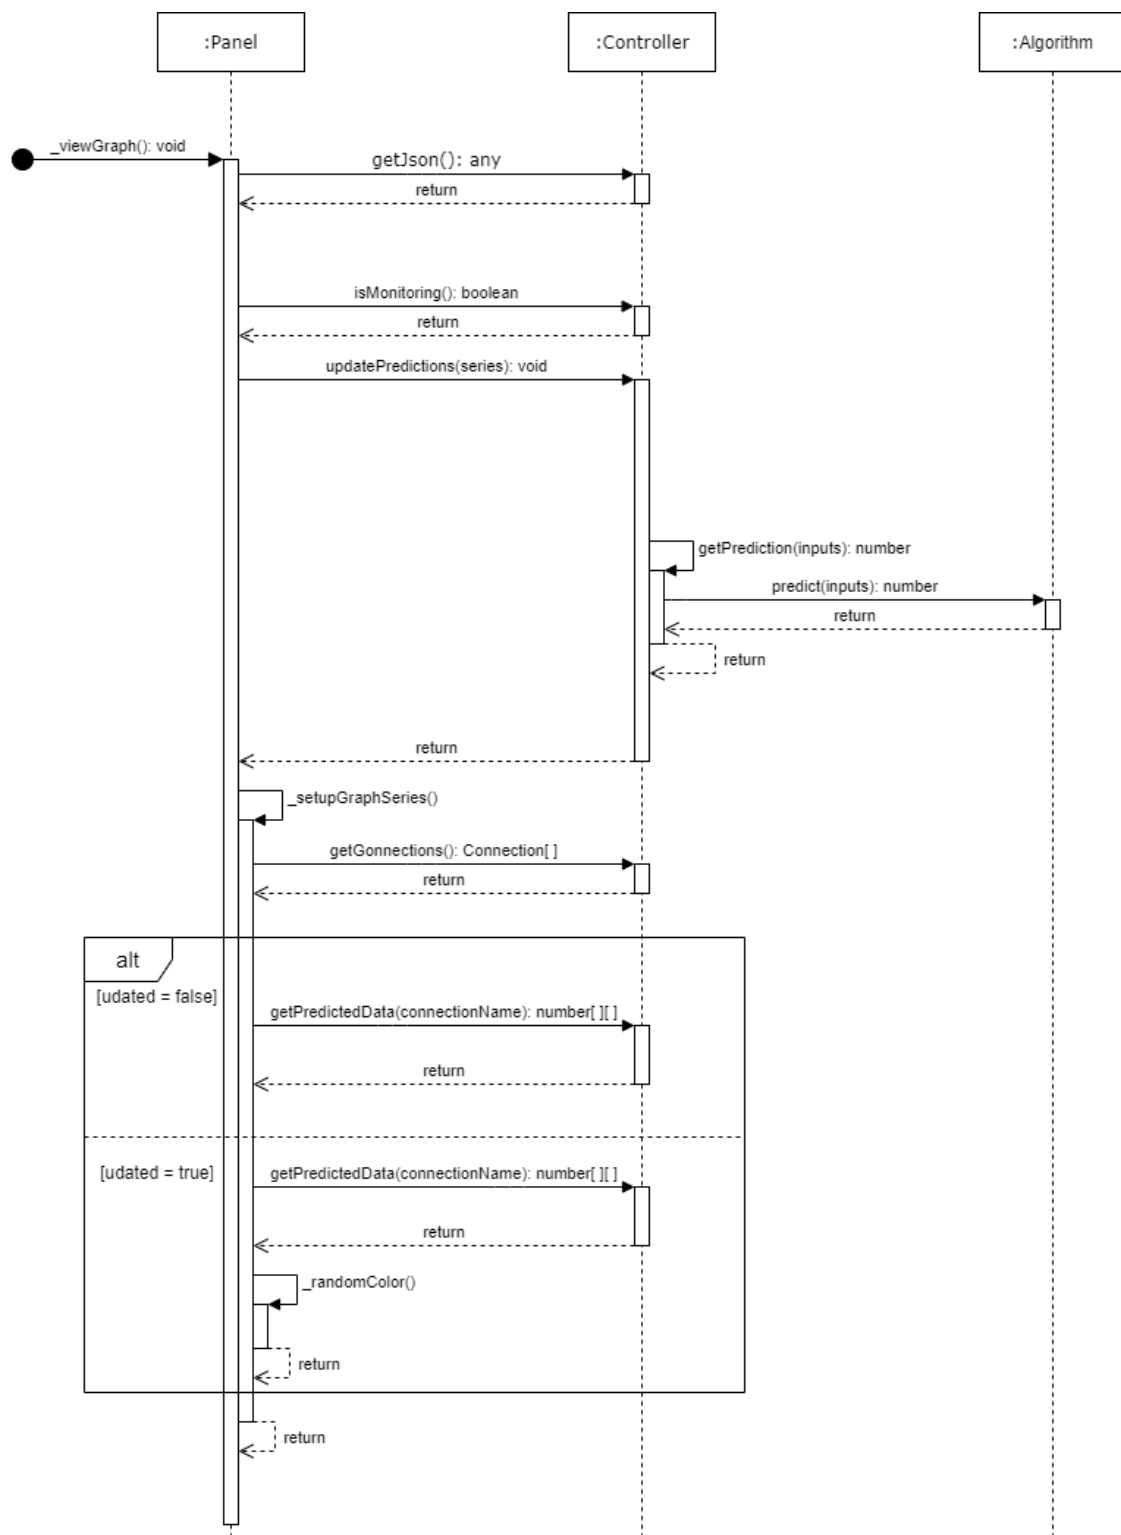 :Panel
:Controller
:Algorithm
_viewGraph(): void
getJson(): any
return
isMonitoring(): boolean
return
updatePredictions(series): void
getPrediction(inputs): number
predict(inputs): number
return
return
return
_setupGraphSeries()
getGonnections(): Connection[ ]
return
alt
[udated = false]
getPredictedData(connectionName): number[ ][ ]
return
[udated = true]
getPredictedData(connectionName): number[ ][ ]
return
_randomColor()
return
return